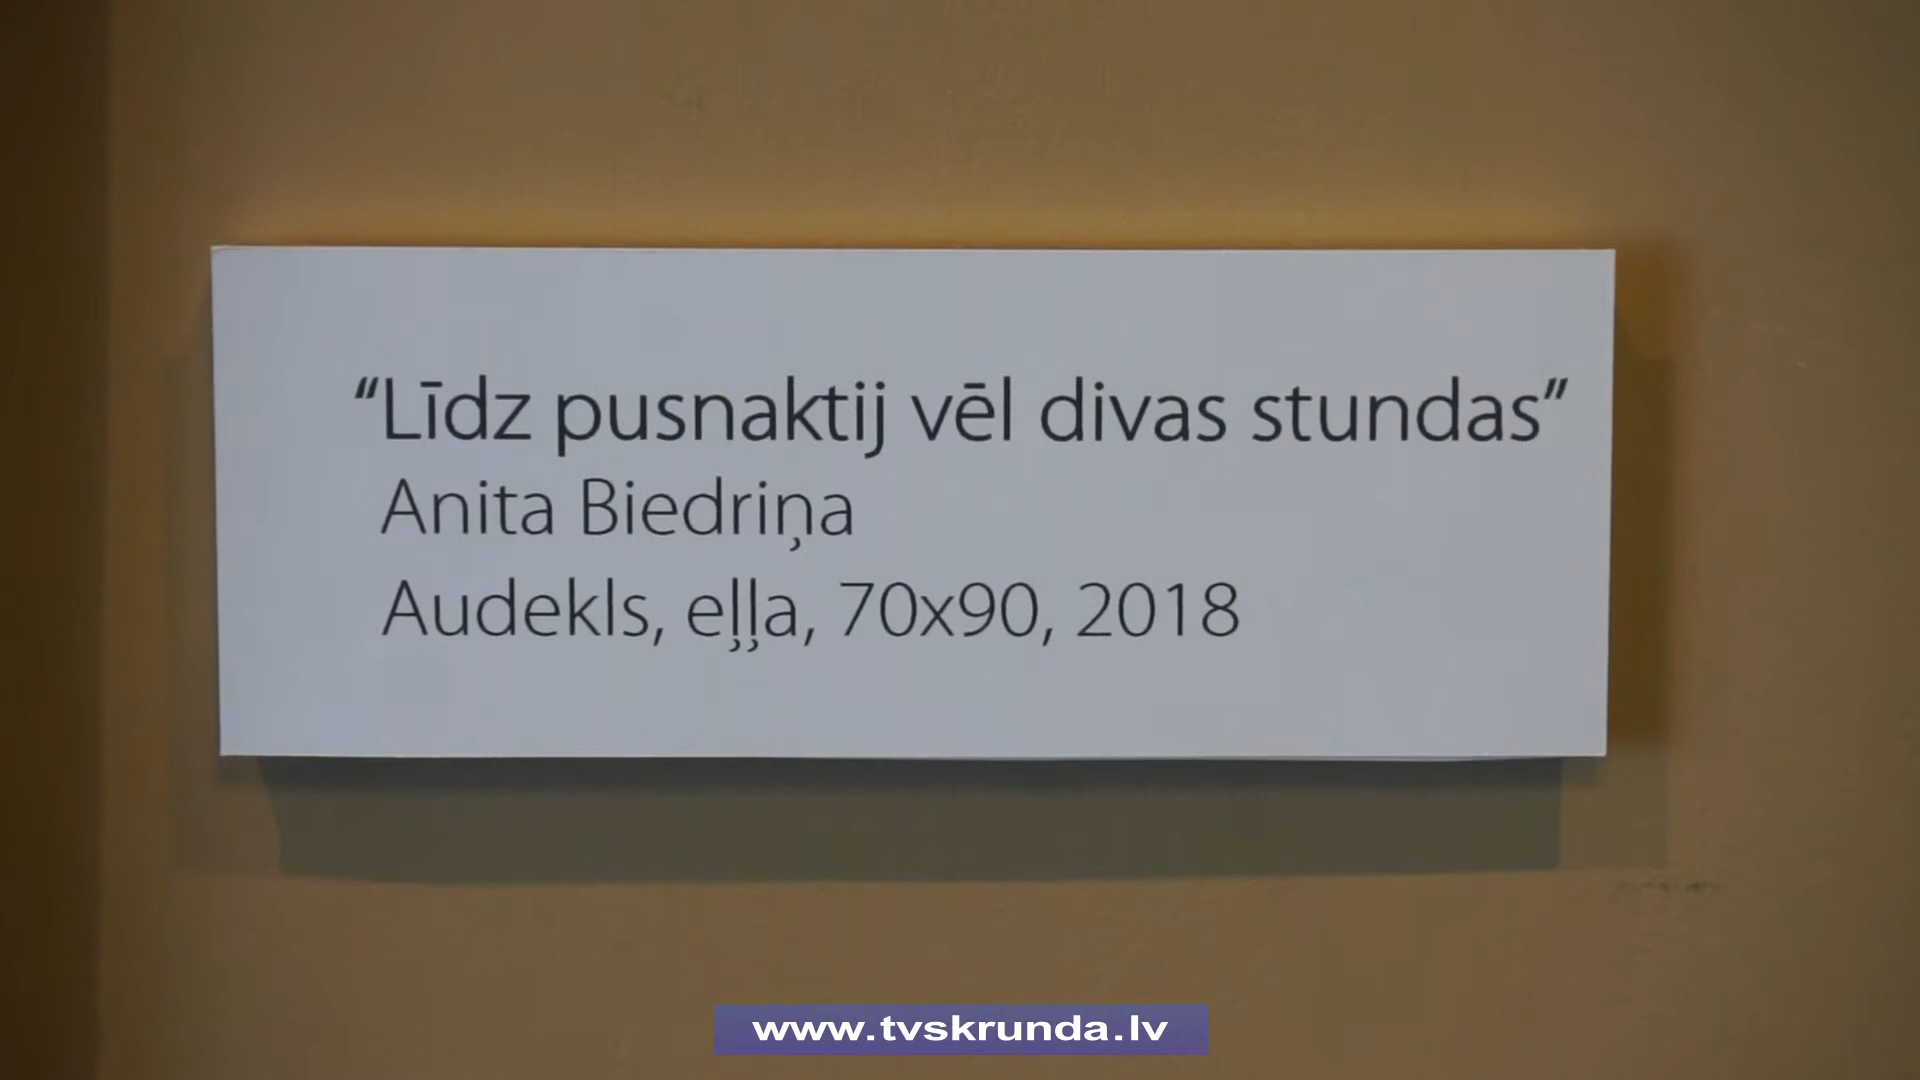 “Līdz pusnaktij vēl divas stundas”
Anita Biedriņa
Audekls, eļļa, 70x90, 2018
www.tvskrunda.lv